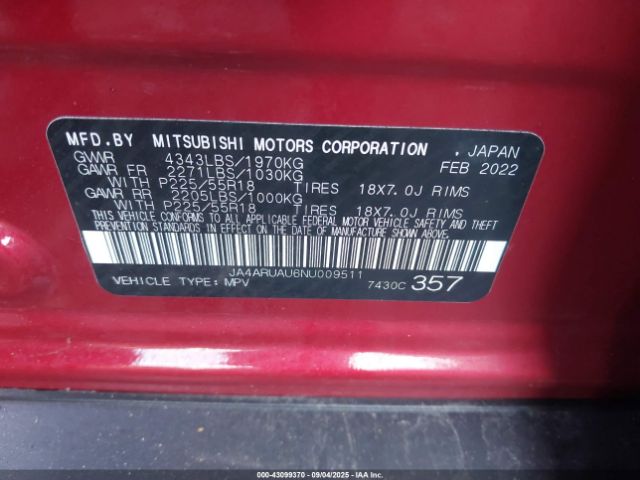 MFD.BY MITSUBISHI MOTORS CORPORATION , JAPAN
GVWR 4343LBS/1970KG FEB 2022
GAWR FR 2271LBS/1030KG
WITH P225/55R18 TIRES 18X7.0J RIMS
GAWR RR 2205LBS/1000KG
WITH P225/55R18 TIRES 18X7.0J RIMS
THIS VEHICLE CONFORMS TO ALL APPLICABLE FEDERAL MOTOR VEHICLE SAFETY
AND THEFT PREVENTION STANDARDS IN EFFECT ON THE DATE OF MANUFACTURE SHOWN ABOVE.
JA4ARUAU6NU009511
VEHICLE TYPE: MPV 7430C 357
000-43099370 - 09/04/2025 - IAAI.COM